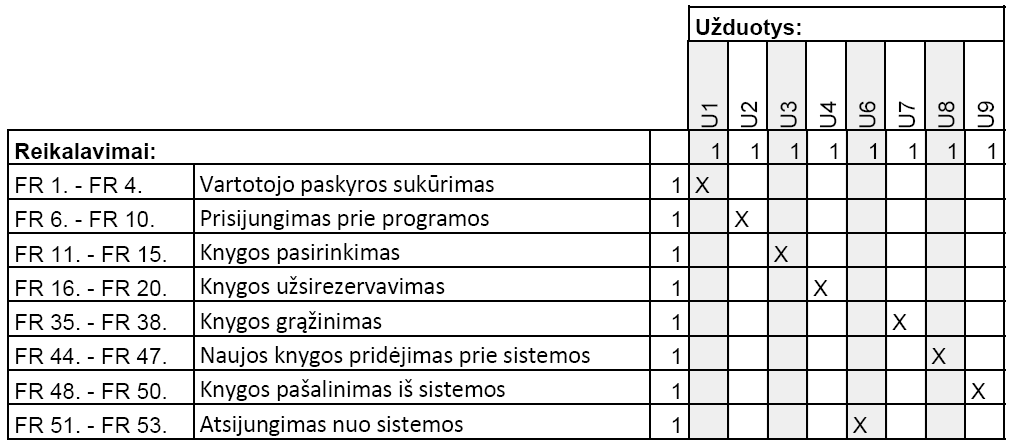 Užduotys:
U1 U2 U3 U4 U6 U7 U8 U9
Reikalavimai: 1 1 1 1 1 1 1 1
FR 1. - FR 4. Vartotojo paskyros sukūrimas 1 X
FR 6. - FR 10. Prisijungimas prie programos 1 X
FR 11. - FR 15. Knygos pasirinkimas 1 X
FR 16. - FR 20. Knygos užsirezervavimas 1 X
FR 35. - FR 38. Knygos grąžinimas 1 X
FR 44. - FR 47. Naujos knygos pridėjimas prie sistemos 1 X
FR 48. - FR 50. Knygos pašalinimas iš sistemos 1 X
FR 51. - FR 53. Atsijungimas nuo sistemos 1 X